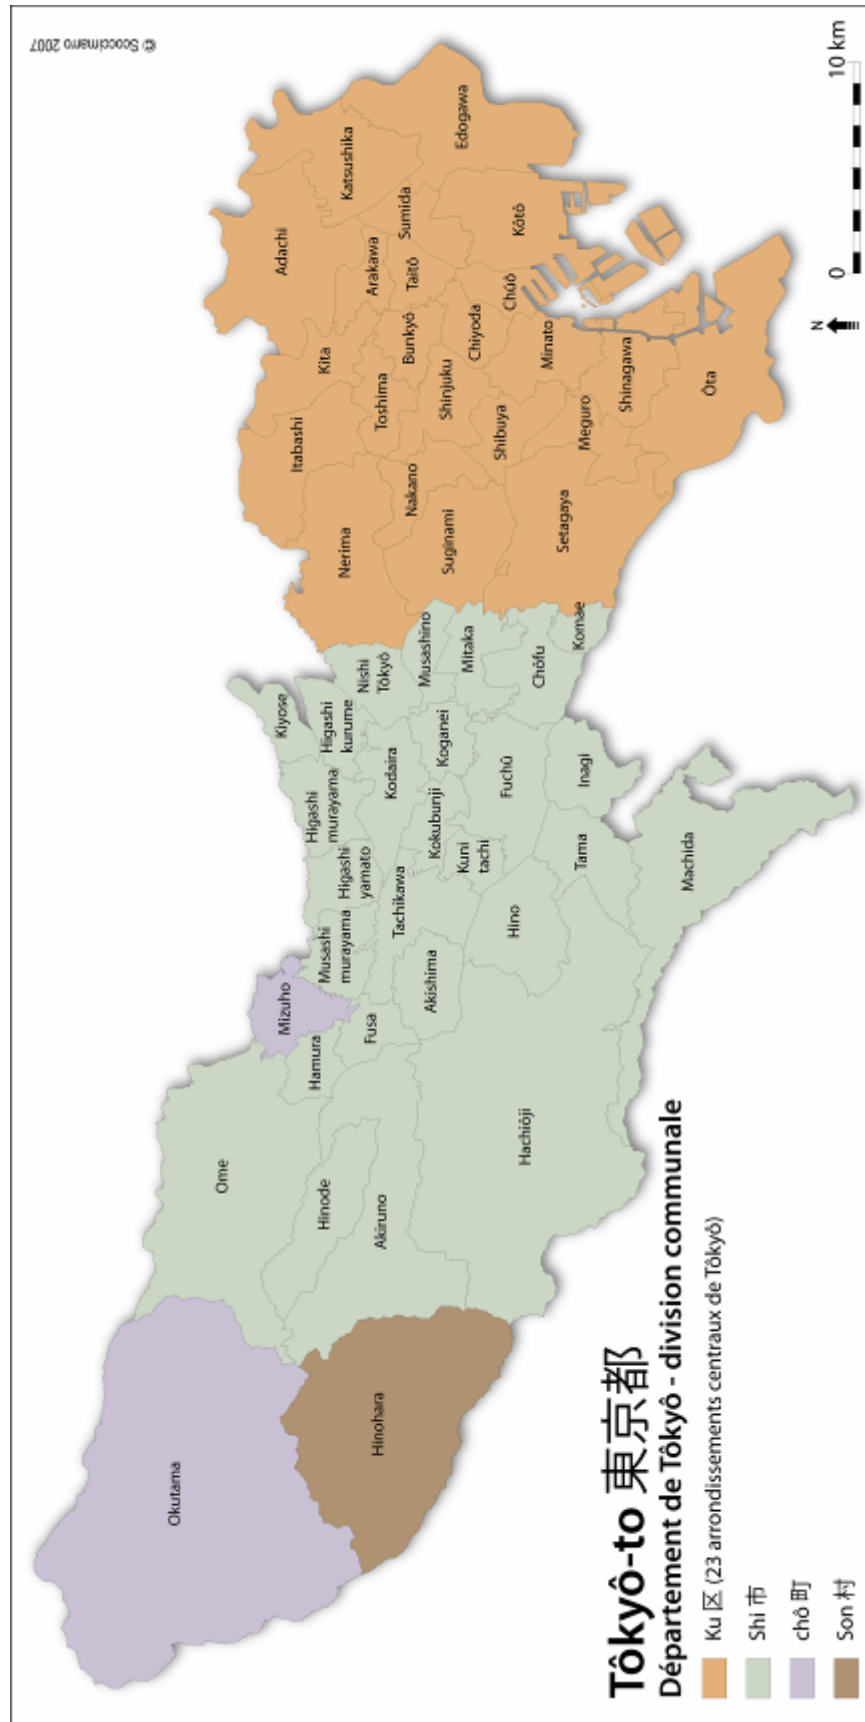 © Scoccimarro 2007
Okutama
Hinohara
Ome
Hinode
Akiruno
Hachiôji
Mizuho
Hamura
Fusa
Musashi
murayama
Akishima
Tachikawa
Higashi
yamato
Higashi
murayama
Kiyose
Higashi
kurume
Kodaira
Kokubunji
Kuni
tachi
Hino
Koganei
Fuchû
Tama
Inagi
Machida
Nishi
Tôkyô
Musashino
Mitaka
Chôfu
Komae
Nerima
Itabashi
Kita
Adachi
Katsushika
Edogawa
Suginami
Nakano
Toshima
Bunkyô
Arakawa
Taitô
Sumida
Shinjuku
Chiyoda
Chûô
Kôtô
Setagaya
Shibuya
Minato
Meguro
Shinagawa
Ôta
Tôkyô-to 東京都
Département de Tôkyô - division communale
Ku 区 (23 arrondissements centraux de Tôkyô)
Shi 市
chô 町
Son 村
N
0
10 km